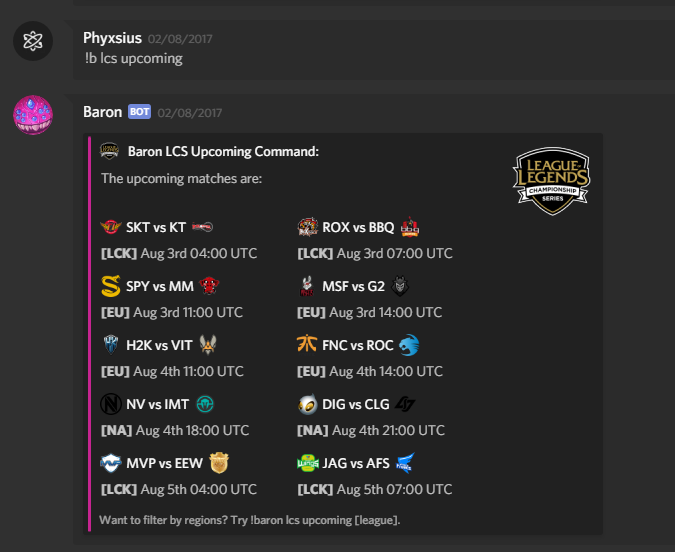 Phyxsius 02/08/2017
!b lcs upcoming
Baron BOT 02/08/2017
Baron LCS Upcoming Command:
The upcoming matches are:
LEAGUE OF LEGENDS
CHAMPIONSHIP
SERIES
SKT vs KT
[LCK] Aug 3rd 04:00 UTC
ROX vs BBQ
[LCK] Aug 3rd 07:00 UTC
SPY vs MM
[EU] Aug 3rd 11:00 UTC
MSF vs G2
[EU] Aug 3rd 14:00 UTC
H2K vs VIT
[EU] Aug 4th 11:00 UTC
FNC vs ROC
[EU] Aug 4th 14:00 UTC
NV vs IMT
[NA] Aug 4th 18:00 UTC
DIG vs CLG
[NA] Aug 4th 21:00 UTC
MVP vs EEW
[LCK] Aug 5th 04:00 UTC
JAG vs AFS
[LCK] Aug 5th 07:00 UTC
Want to filter by regions? Try !baron lcs upcoming [league].